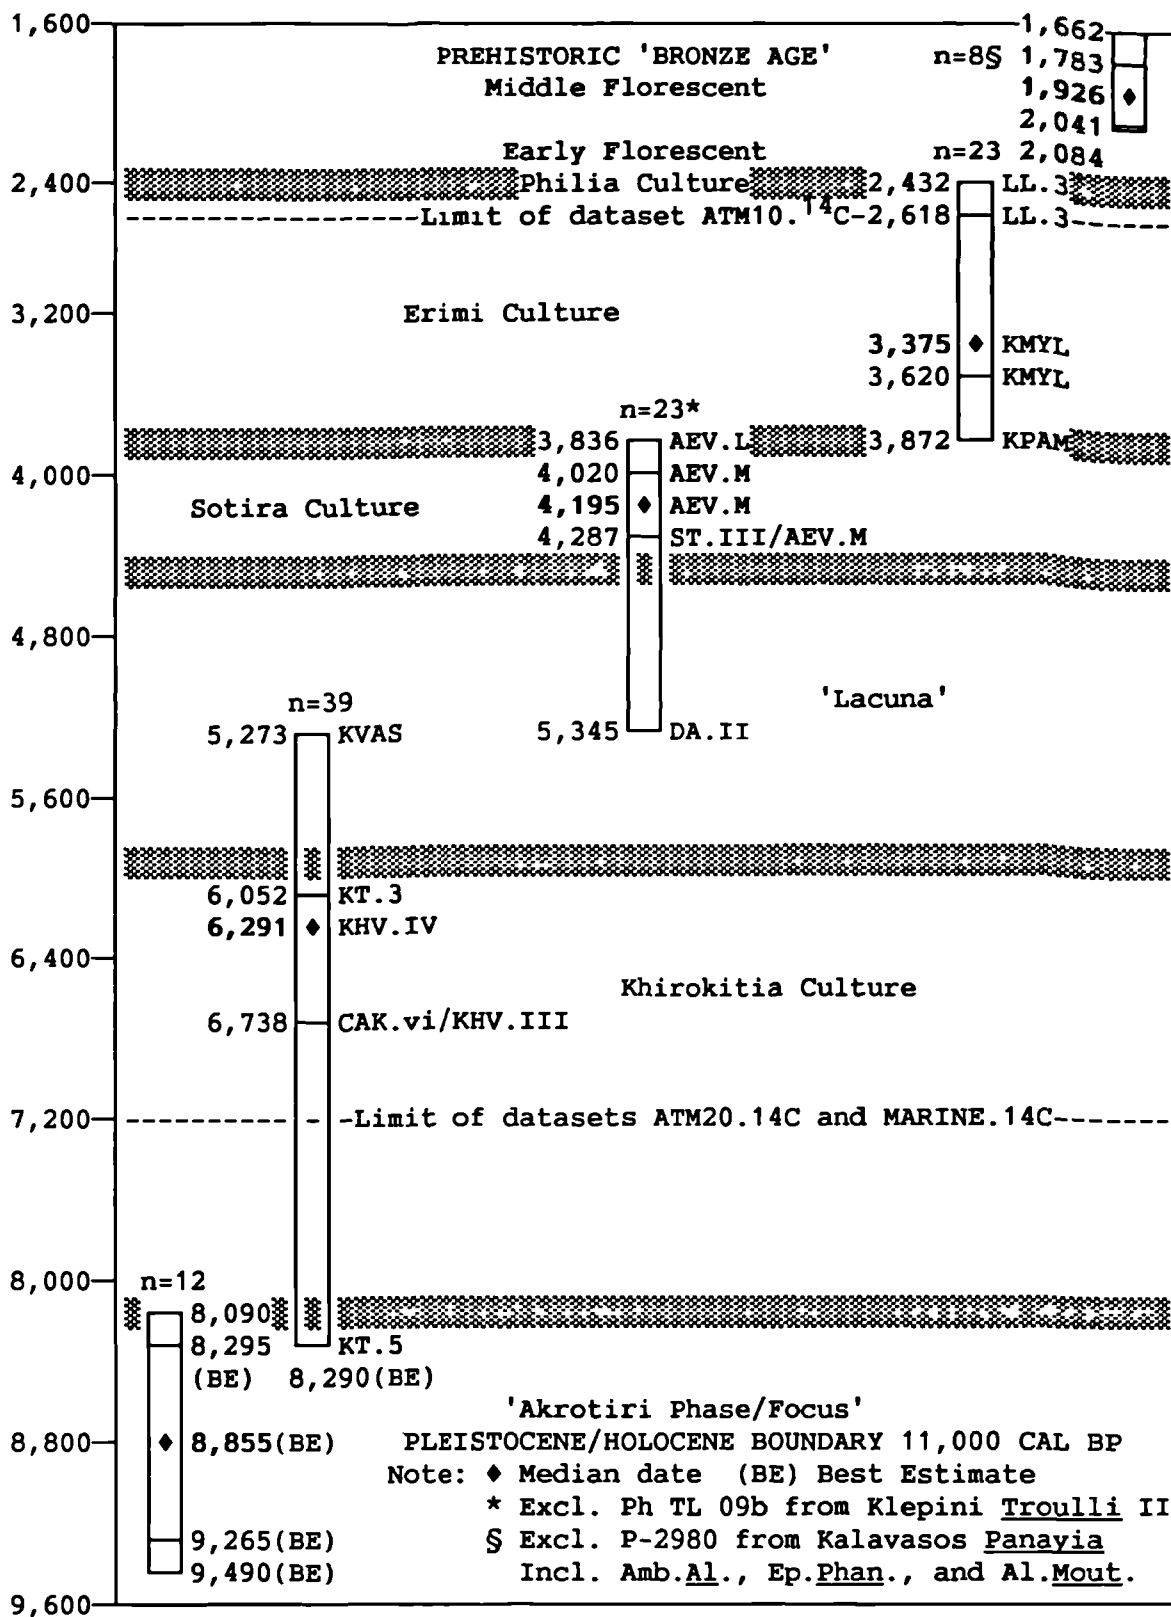 1,600 1,662
PREHISTORIC 'BRONZE AGE' n=8§ 1,783
Middle Florescent 1,926
2,041
Early Florescent n=23 2,084
2,400 Philia Culture 2,432 LL.3
Limit of dataset ATM10.14C-2,618 LL.3
3,200 Erimi Culture
3,375 KMYL
3,620 KMYL
n=23*
3,836 AEV.L 3,872 KPAM
4,000 4,020 AEV.M
Sotira Culture 4,195 AEV.M
4,287 ST.III/AEV.M
4,800
'Lacuna'
n=39
5,273 KVAS 5,345 DA.II
5,600
6,052 KT.3
6,291 KHV.IV
6,400
Khirokitia Culture
6,738 CAK.vi/KHV.III
7,200 Limit of datasets ATM20.14C and MARINE.14C
8,000 n=12
8,090
8,295 KT.5
(BE) 8,290(BE)
'Akrotiri Phase/Focus'
8,800 8,855(BE) PLEISTOCENE/HOLOCENE BOUNDARY 11,000 CAL BP
Note: ♦ Median date (BE) Best Estimate
* Excl. Ph TL 09b from Klepini Troulli II
9,265(BE) § Excl. P-2980 from Kalavasos Panayia
9,490(BE) Incl. Amb.Al., Ep.Phan., and Al.Mout.
9,600